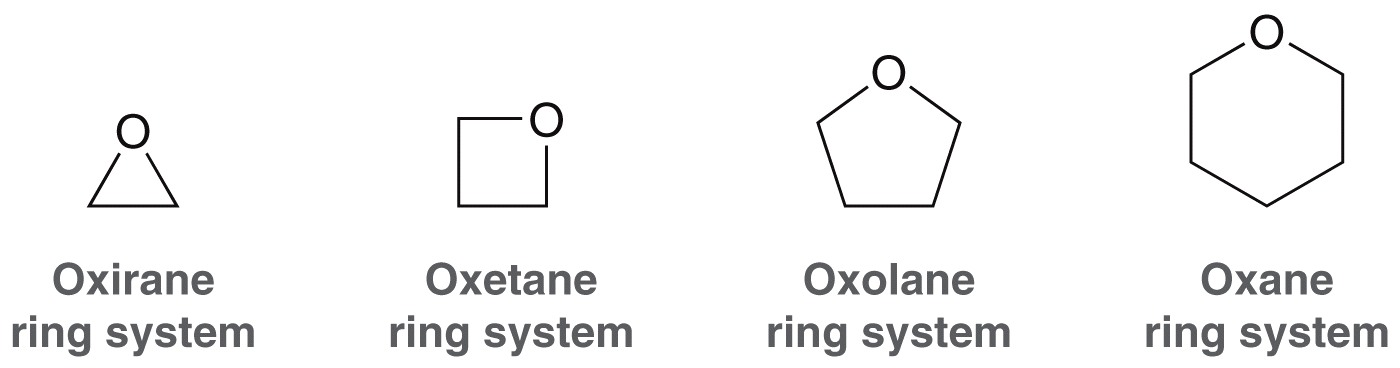 O
O
O
O
Oxirane
ring system
Oxetane
ring system
Oxolane
ring system
Oxane
ring system